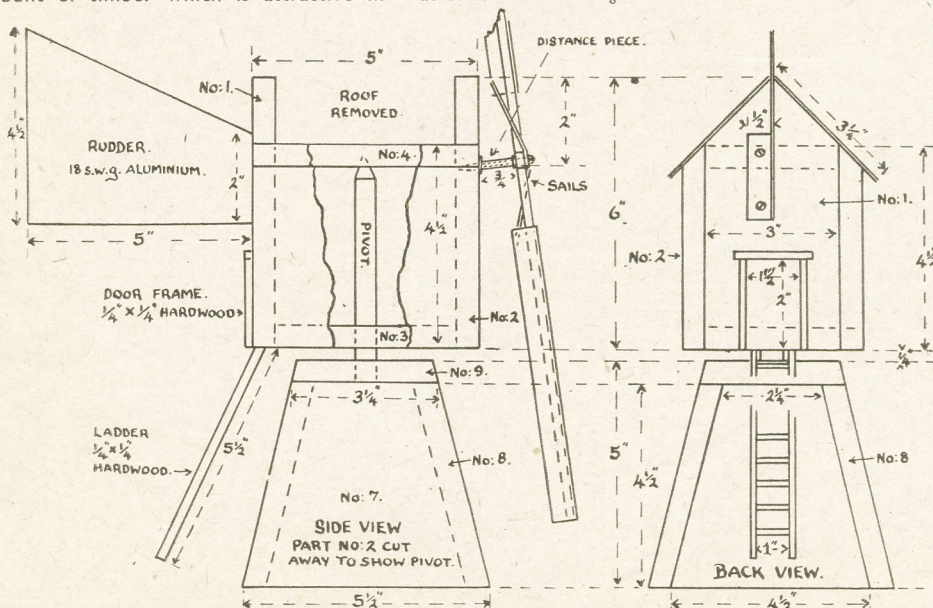 DISTANCE PIECE.
5"
No:1.
ROOF
REMOVED.
2"
3½"
4½"
RUDDER.
18 s.w.g. ALUMINIUM.
2"
No:4.
¾"
SAILS
No:1.
5"
PIVOT.
4½"
6"
3"
No:2
4½"
DOOR FRAME.
¼" x ¼" HARDWOOD
1½"
2"
No:3
No:2
¼"
No:9.
3¼"
2¼"
LADDER
¼" x ¼"
HARDWOOD.
5½"
No:8.
5"
4½"
No:8
No:7.
SIDE VIEW
PART No:2 CUT
AWAY TO SHOW PIVOT.
1"
BACK VIEW.
5½"
4½"